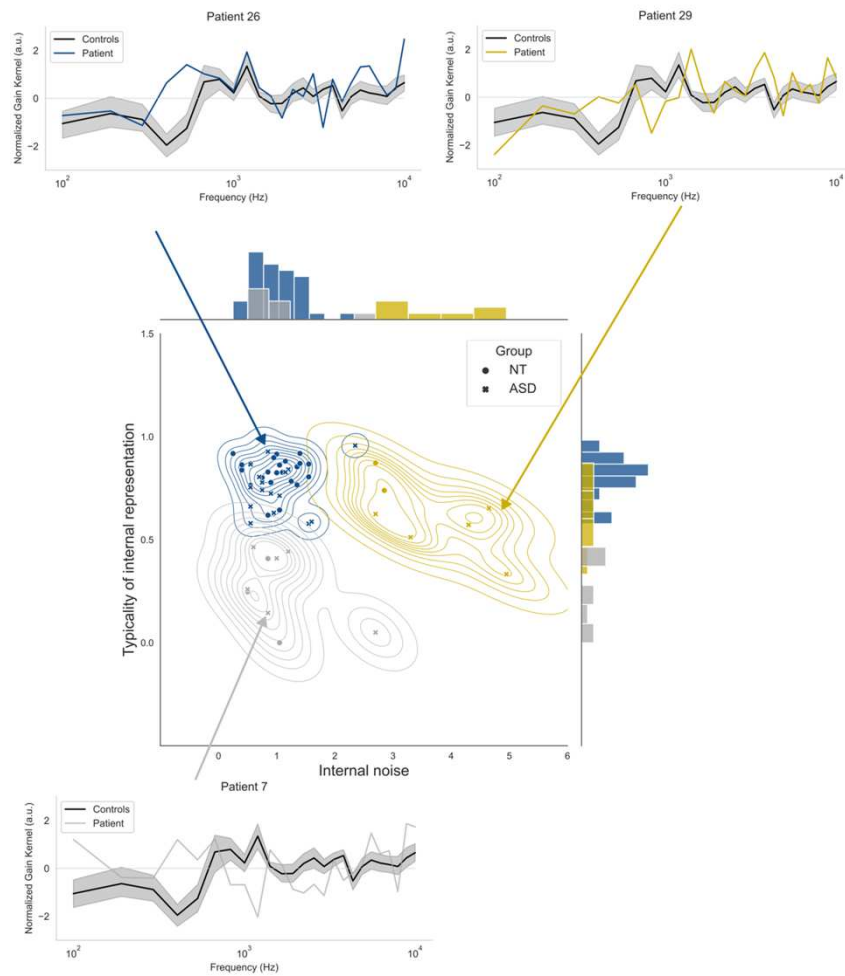 Patient 26
Normalized Gain Kernel (a.u.)
2
0
−2
Controls
Patient
10²
10³
10⁴
Frequency (Hz)
Patient 29
Normalized Gain Kernel (a.u.)
2
0
−2
Controls
Patient
10²
10³
10⁴
Frequency (Hz)
Typicality of internal representation
1.5
1.0
0.5
0.0
Group
NT
ASD
0 1 2 3 4 5 6
Internal noise
Patient 7
Normalized Gain Kernel (a.u.)
2
0
−2
Controls
Patient
10²
10³
10⁴
Frequency (Hz)